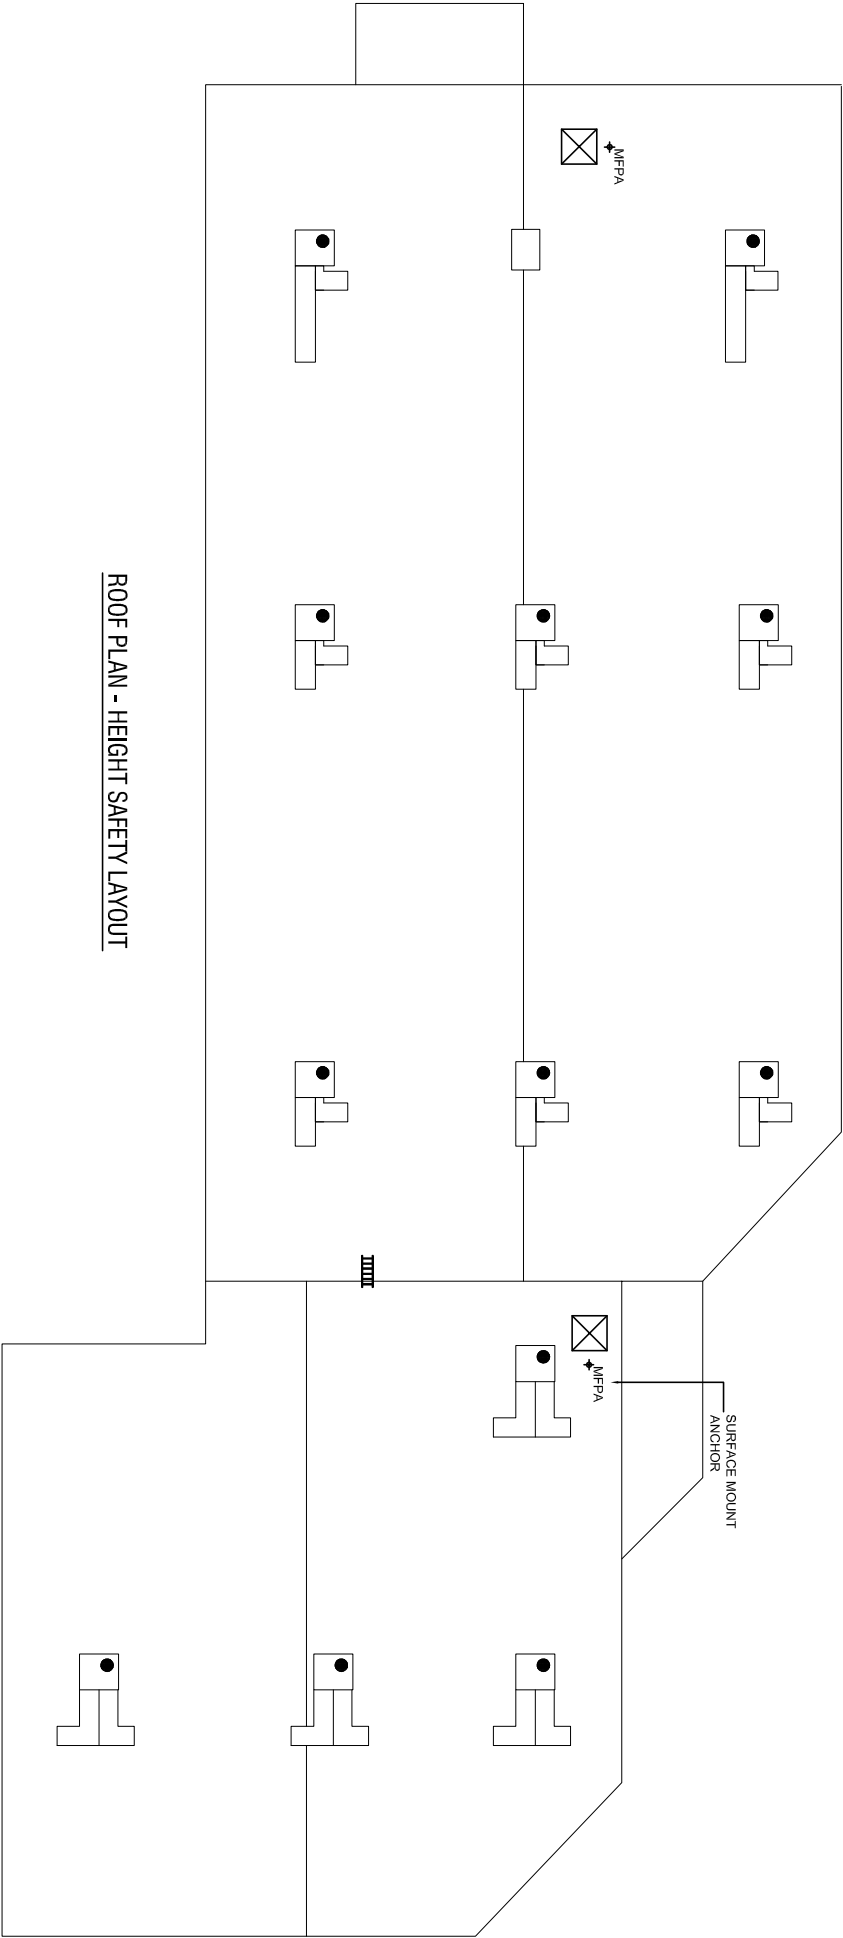 MFPA
MFPA
SURFACE MOUNT
ANCHOR
ROOF PLAN - HEIGHT SAFETY LAYOUT